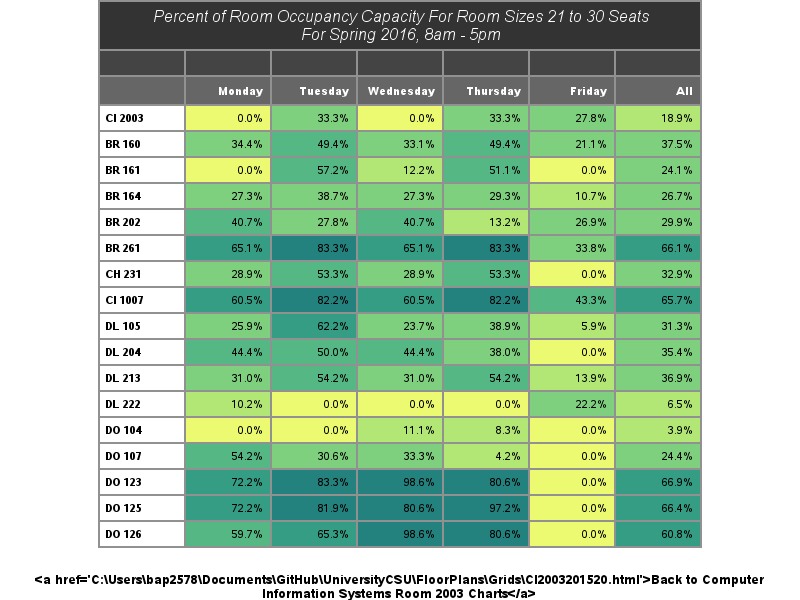 Percent of Room Occupancy Capacity For Room Sizes 21 to 30 Seats
For Spring 2016, 8am - 5pm
Monday Tuesday Wednesday Thursday Friday All
CI 2003 0.0% 33.3% 0.0% 33.3% 27.8% 18.9%
BR 160 34.4% 49.4% 33.1% 49.4% 21.1% 37.5%
BR 161 0.0% 57.2% 12.2% 51.1% 0.0% 24.1%
BR 164 27.3% 38.7% 27.3% 29.3% 10.7% 26.7%
BR 202 40.7% 27.8% 40.7% 13.2% 26.9% 29.9%
BR 261 65.1% 83.3% 65.1% 83.3% 33.8% 66.1%
CH 231 28.9% 53.3% 28.9% 53.3% 0.0% 32.9%
CI 1007 60.5% 82.2% 60.5% 82.2% 43.3% 65.7%
DL 105 25.9% 62.2% 23.7% 38.9% 5.9% 31.3%
DL 204 44.4% 50.0% 44.4% 38.0% 0.0% 35.4%
DL 213 31.0% 54.2% 31.0% 54.2% 13.9% 36.9%
DL 222 10.2% 0.0% 0.0% 0.0% 22.2% 6.5%
DO 104 0.0% 0.0% 11.1% 8.3% 0.0% 3.9%
DO 107 54.2% 30.6% 33.3% 4.2% 0.0% 24.4%
DO 123 72.2% 83.3% 98.6% 80.6% 0.0% 66.9%
DO 125 72.2% 81.9% 80.6% 97.2% 0.0% 66.4%
DO 126 59.7% 65.3% 98.6% 80.6% 0.0% 60.8%
<a href='C:\Users\bap2578\Documents\GitHub\UniversityCSU\FloorPlans\Grids\CI2003201520.html'>Back to Computer
Information Systems Room 2003 Charts</a>